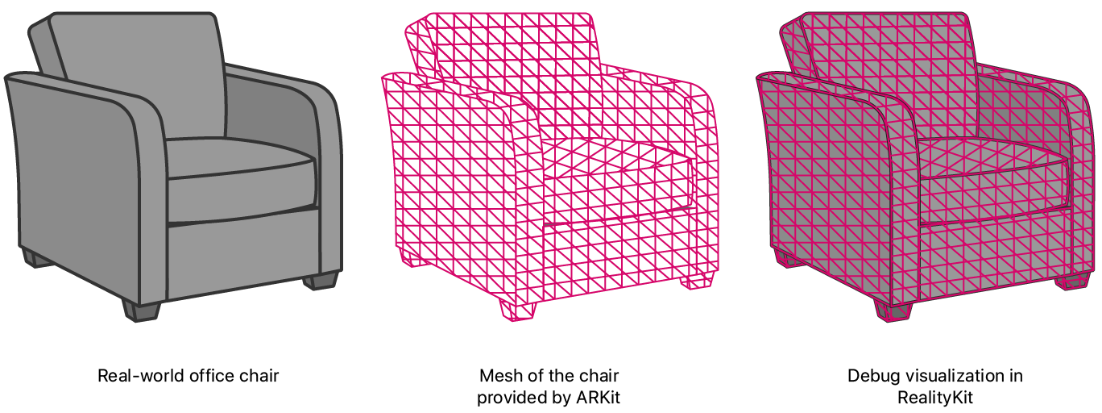 Real-world office chair
Mesh of the chair
provided by ARKit
Debug visualization in
RealityKit